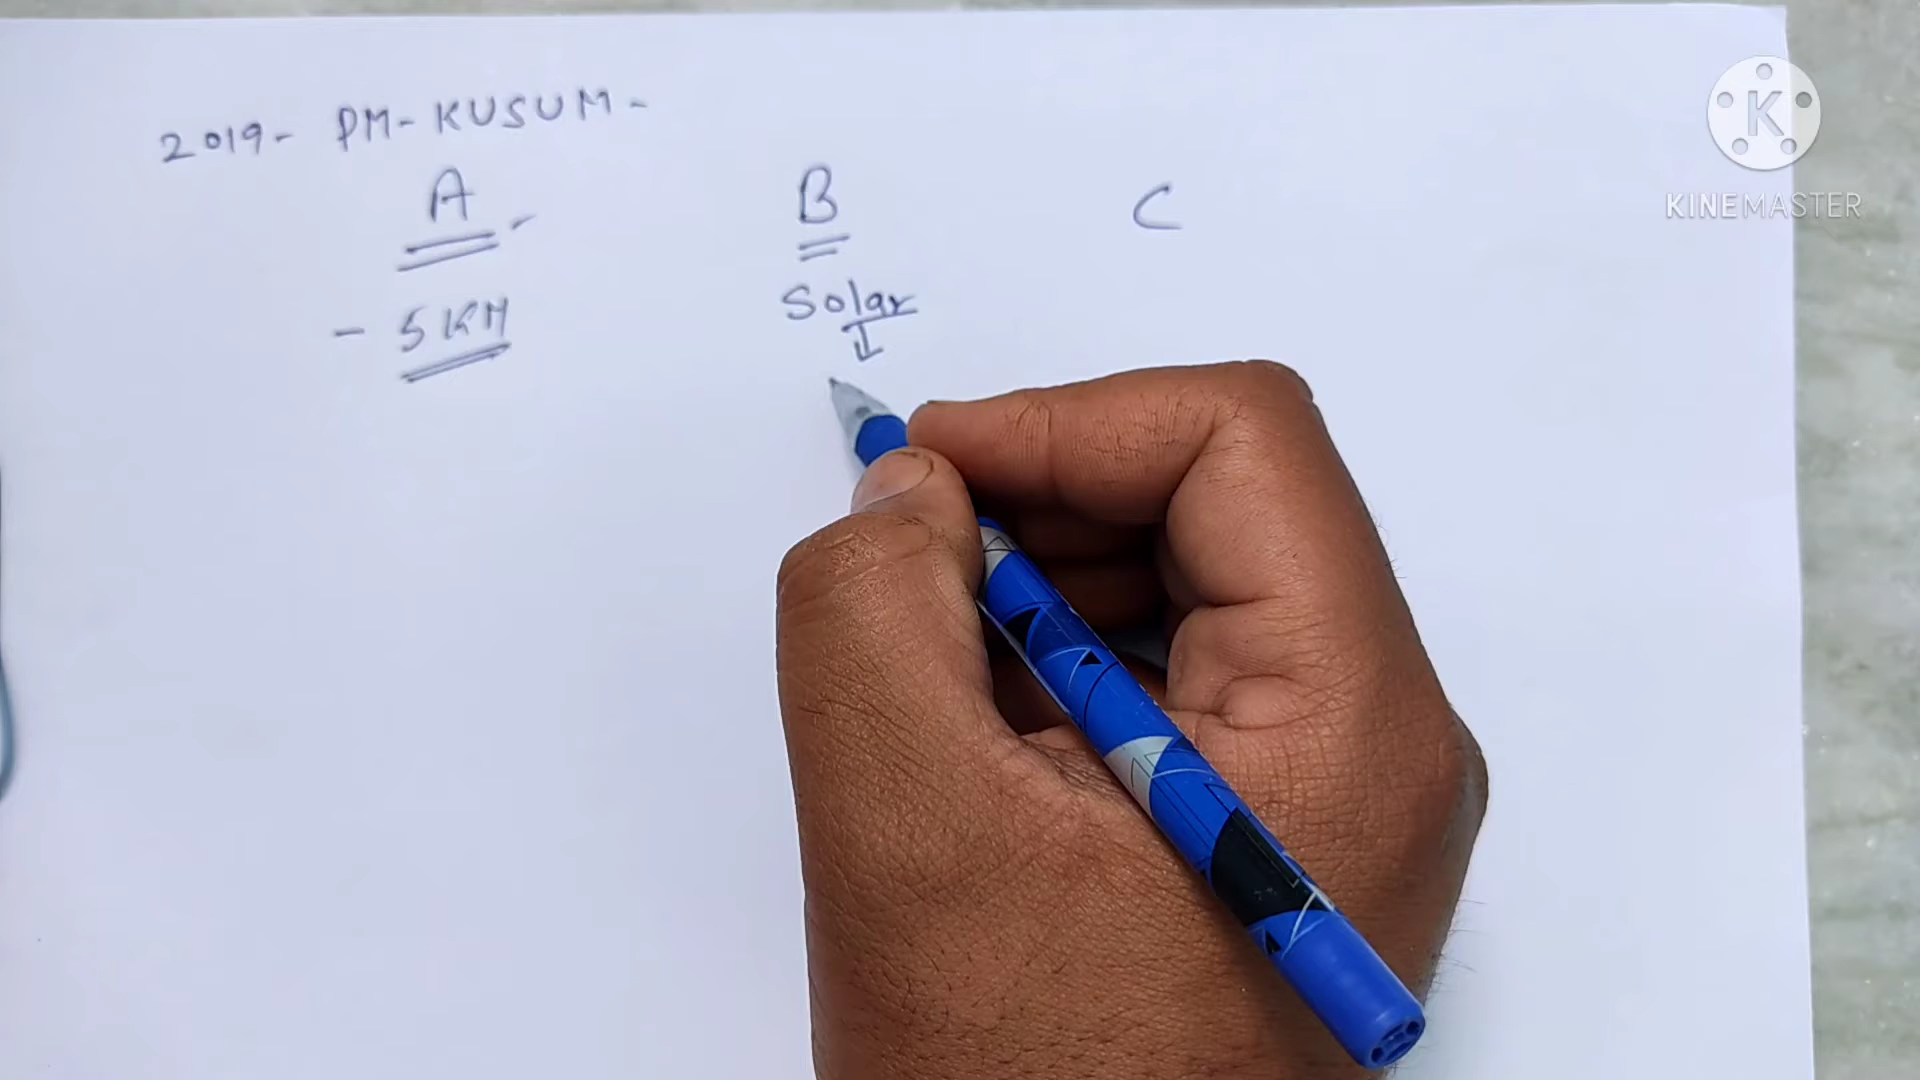 2019- PM-KUSUM-
A - B C
- 5KM
Solar
K
KINEMASTER